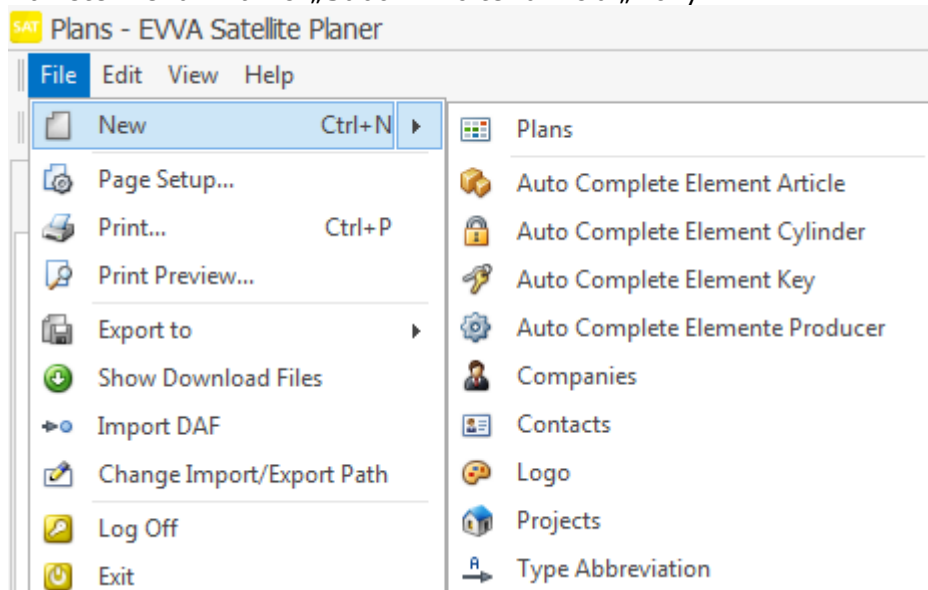 SAT Plans - EVVA Satellite Planer
File Edit View Help
New Ctrl+N
Page Setup...
Print... Ctrl+P
Print Preview...
Export to
Show Download Files
Import DAF
Change Import/Export Path
Log Off
Exit
Plans
Auto Complete Element Article
Auto Complete Element Cylinder
Auto Complete Element Key
Auto Complete Elemente Producer
Companies
Contacts
Logo
Projects
A Type Abbreviation